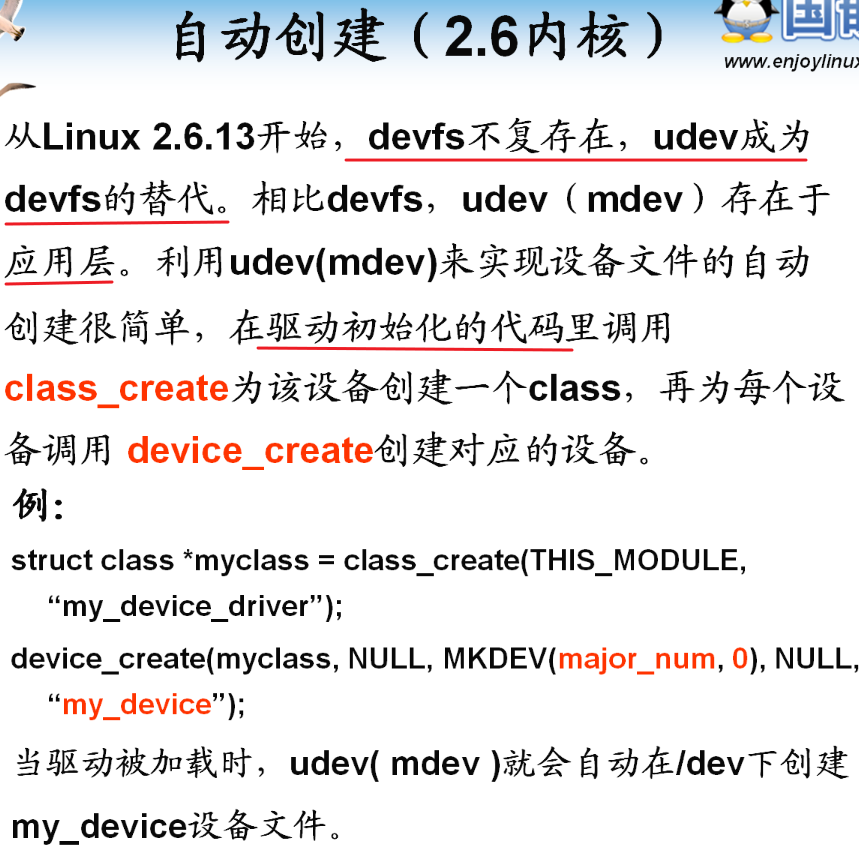 自动创建（2.6内核）
国
www.enjoylinux
从Linux 2.6.13开始，devfs不复存在，udev成为
devfs的替代。相比devfs，udev（mdev）存在于
应用层。利用udev(mdev)来实现设备文件的自动
创建很简单，在驱动初始化的代码里调用
class_create为该设备创建一个class，再为每个设
备调用 device_create创建对应的设备。
例：
struct class *myclass = class_create(THIS_MODULE,
“my_device_driver”);
device_create(myclass, NULL, MKDEV(major_num, 0), NULL,
“my_device”);
当驱动被加载时，udev( mdev )就会自动在/dev下创建
my_device设备文件。